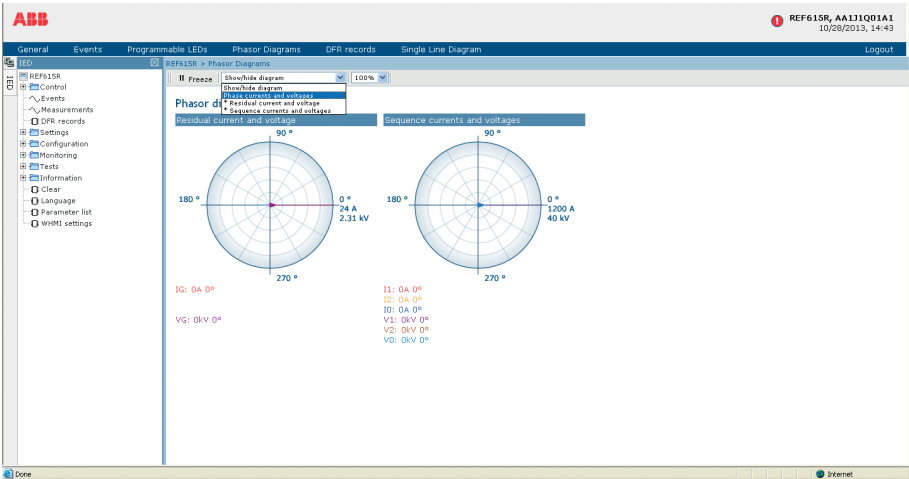 ABB
REF615R, AA1J1Q01A1
10/28/2013, 14:43
General Events Programmable LEDs Phasor Diagrams DFR records Single Line Diagram Logout
IED
REF615R > Phasor Diagrams
IED
REF615R
Control
Events
Measurements
DFR records
Settings
Configuration
Monitoring
Tests
Information
Clear
Language
Parameter list
WHMI settings
Freeze Show/hide diagram 100%
Show/hide diagram
Phase currents and voltages
* Residual current and voltage
* Sequence currents and voltages
Phasor di
Residual current and voltage
90 °
180 °
0 °
24 A
2.31 kV
270 °
IG: 0A 0°
VG: 0kV 0°
Sequence currents and voltages
90 °
180 °
0 °
1200 A
40 kV
270 °
I1: 0A 0°
I2: 0A 0°
I0: 0A 0°
V1: 0kV 0°
V2: 0kV 0°
V0: 0kV 0°
Done Internet